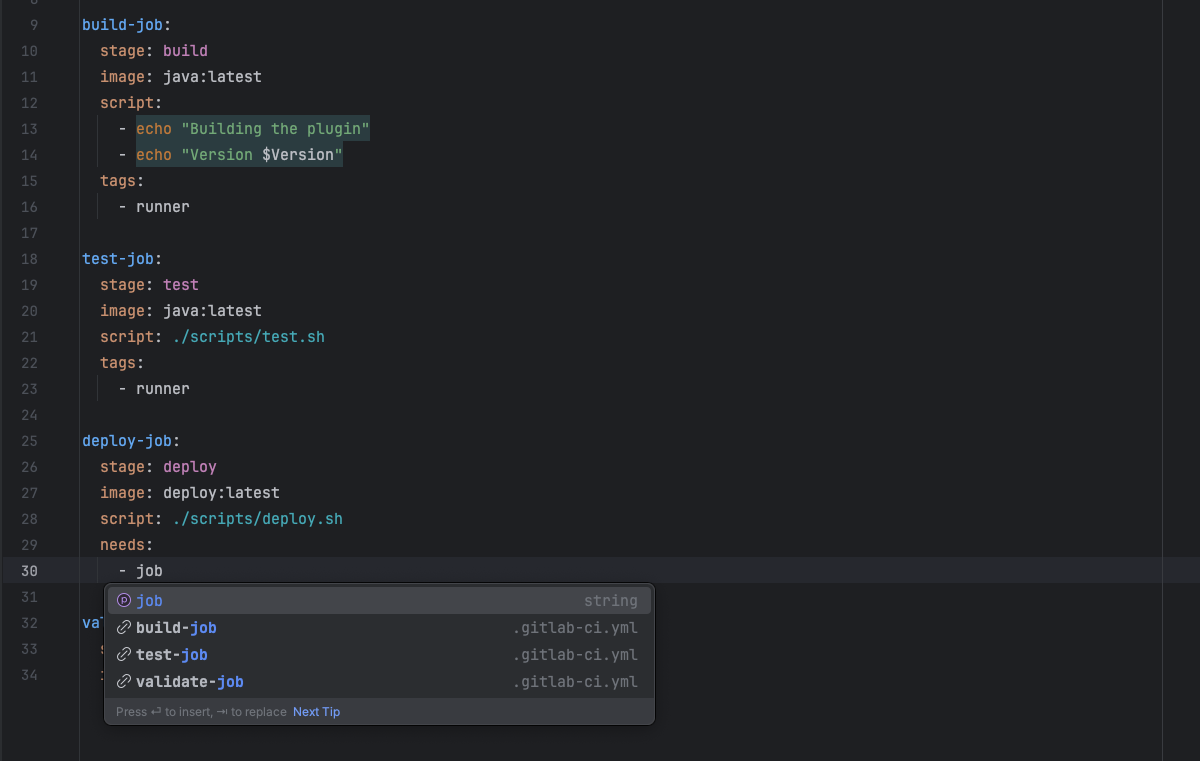 8
9 build-job:
10 stage: build
11 image: java:latest
12 script:
13 - echo "Building the plugin"
14 - echo "Version $Version"
15 tags:
16 - runner
17
18 test-job:
19 stage: test
20 image: java:latest
21 script: ./scripts/test.sh
22 tags:
23 - runner
24
25 deploy-job:
26 stage: deploy
27 image: deploy:latest
28 script: ./scripts/deploy.sh
29 needs:
30 - job
31
32
33
34
job string
build-job .gitlab-ci.yml
test-job .gitlab-ci.yml
validate-job .gitlab-ci.yml
Press ⏎ to insert, ⇥ to replace Next Tip